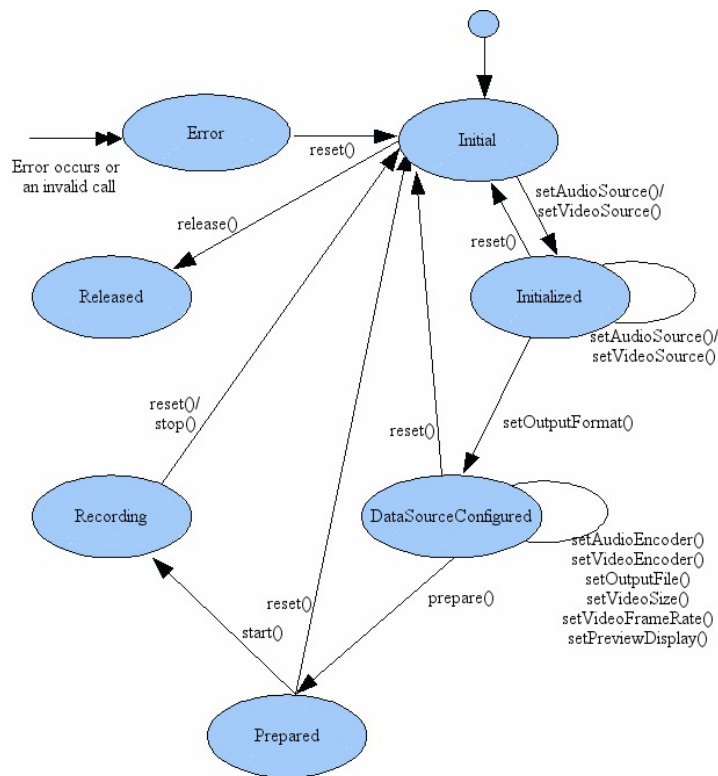 Error
Initial
reset()
Error occurs or
an invalid call
setAudioSource()/
setVideoSource()
release()
reset()
Released
Initialized
setAudioSource()/
setVideoSource()
reset()/
stop()
reset()
setOutputFormat()
Recording
DataSourceConfigured
setAudioEncoder()
setVideoEncoder()
setOutputFile()
setVideoSize()
setVideoFrameRate()
setPreviewDisplay()
reset()
prepare()
start()
Prepared